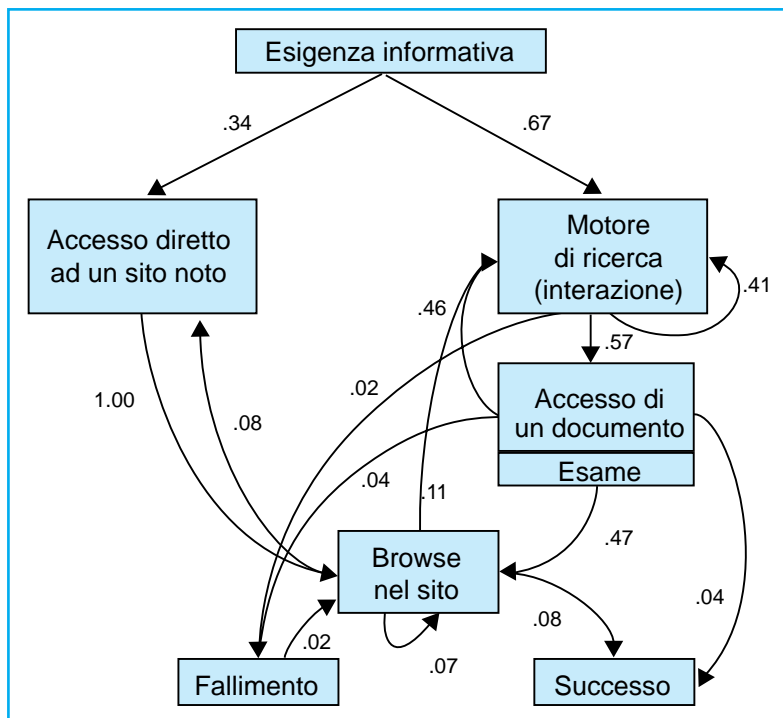 Esigenza informativa
.34
.67
Accesso diretto
ad un sito noto
Motore
di ricerca
(interazione)
.41
.46
.57
1.00
.08
.02
Accesso di
un documento
Esame
.04
.11
.47
Browse
nel sito
.08
.04
.02
.07
Fallimento
Successo